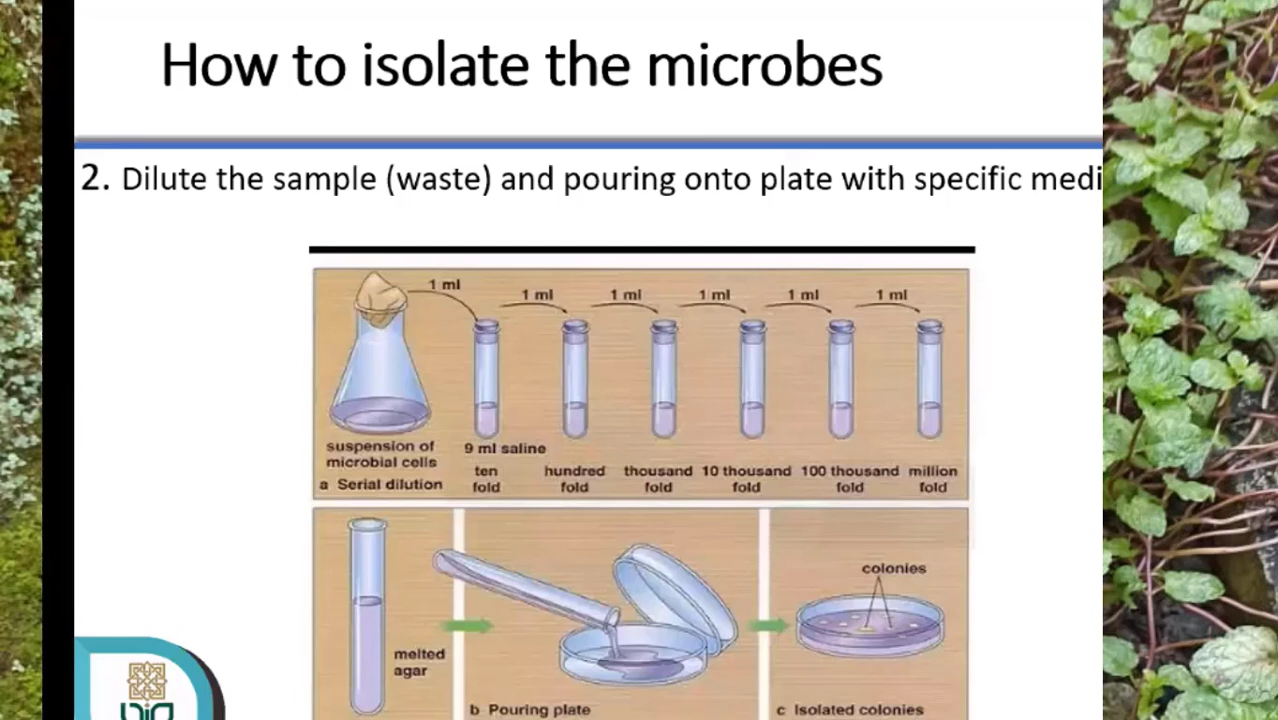 How to isolate the microbes
2. Dilute the sample (waste) and pouring onto plate with specific medi
1 ml
1 ml
1 ml
1 ml
1 ml
1 ml
suspension of
microbial cells
9 ml saline
a Serial dilution
ten
fold
hundred
fold
thousand
fold
10 thousand
fold
100 thousand
fold
million
fold
melted
agar
colonies
b Pouring plate
c Isolated colonies